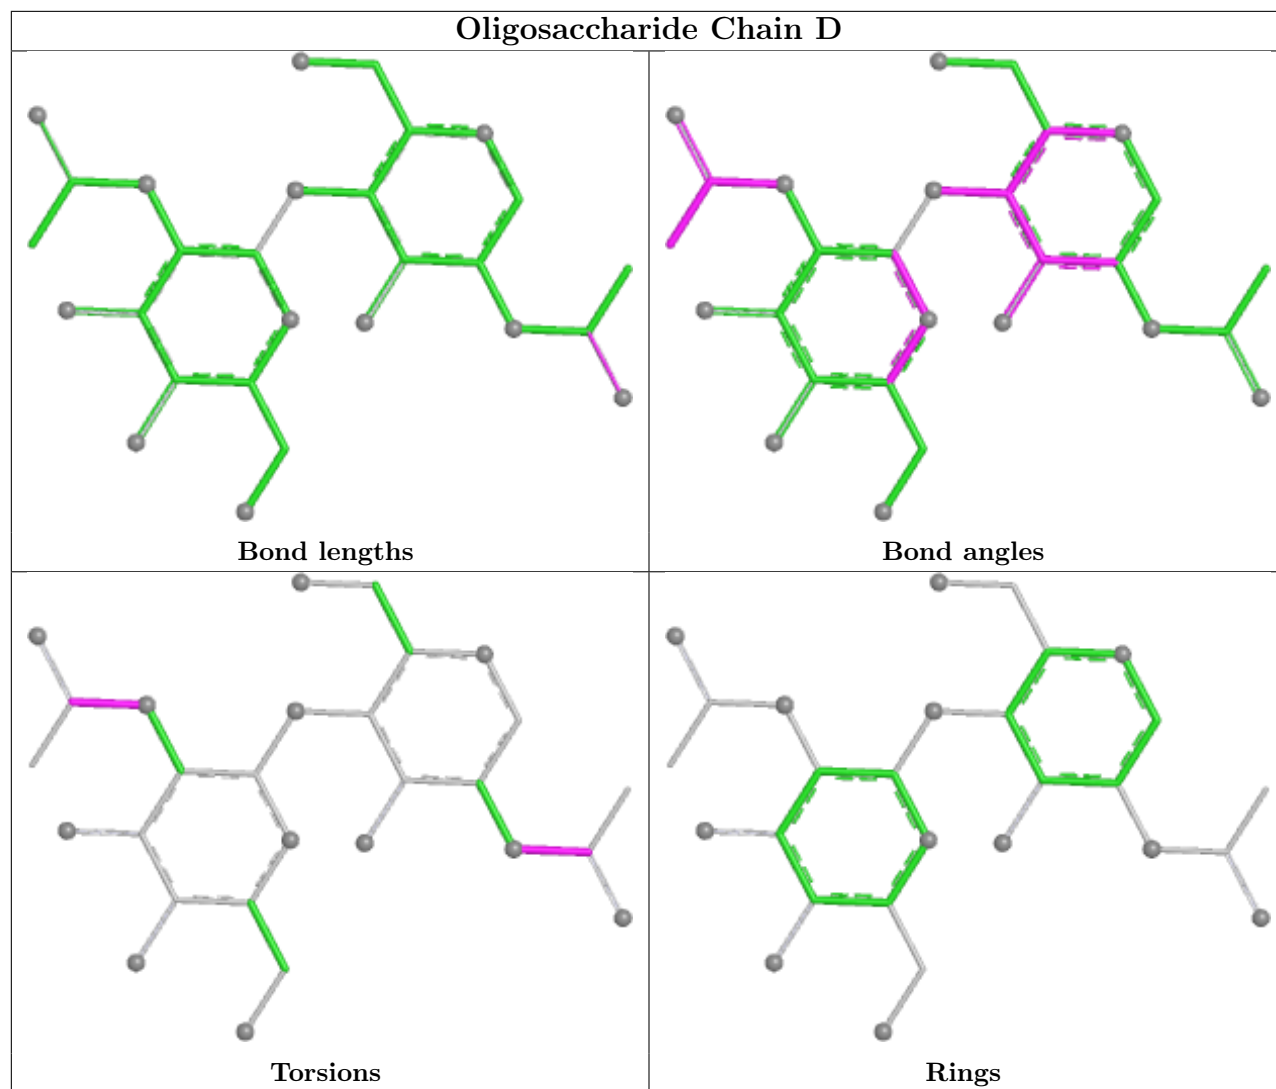 Oligosaccharide Chain D
Bond lengths
Bond angles
Torsions
Rings